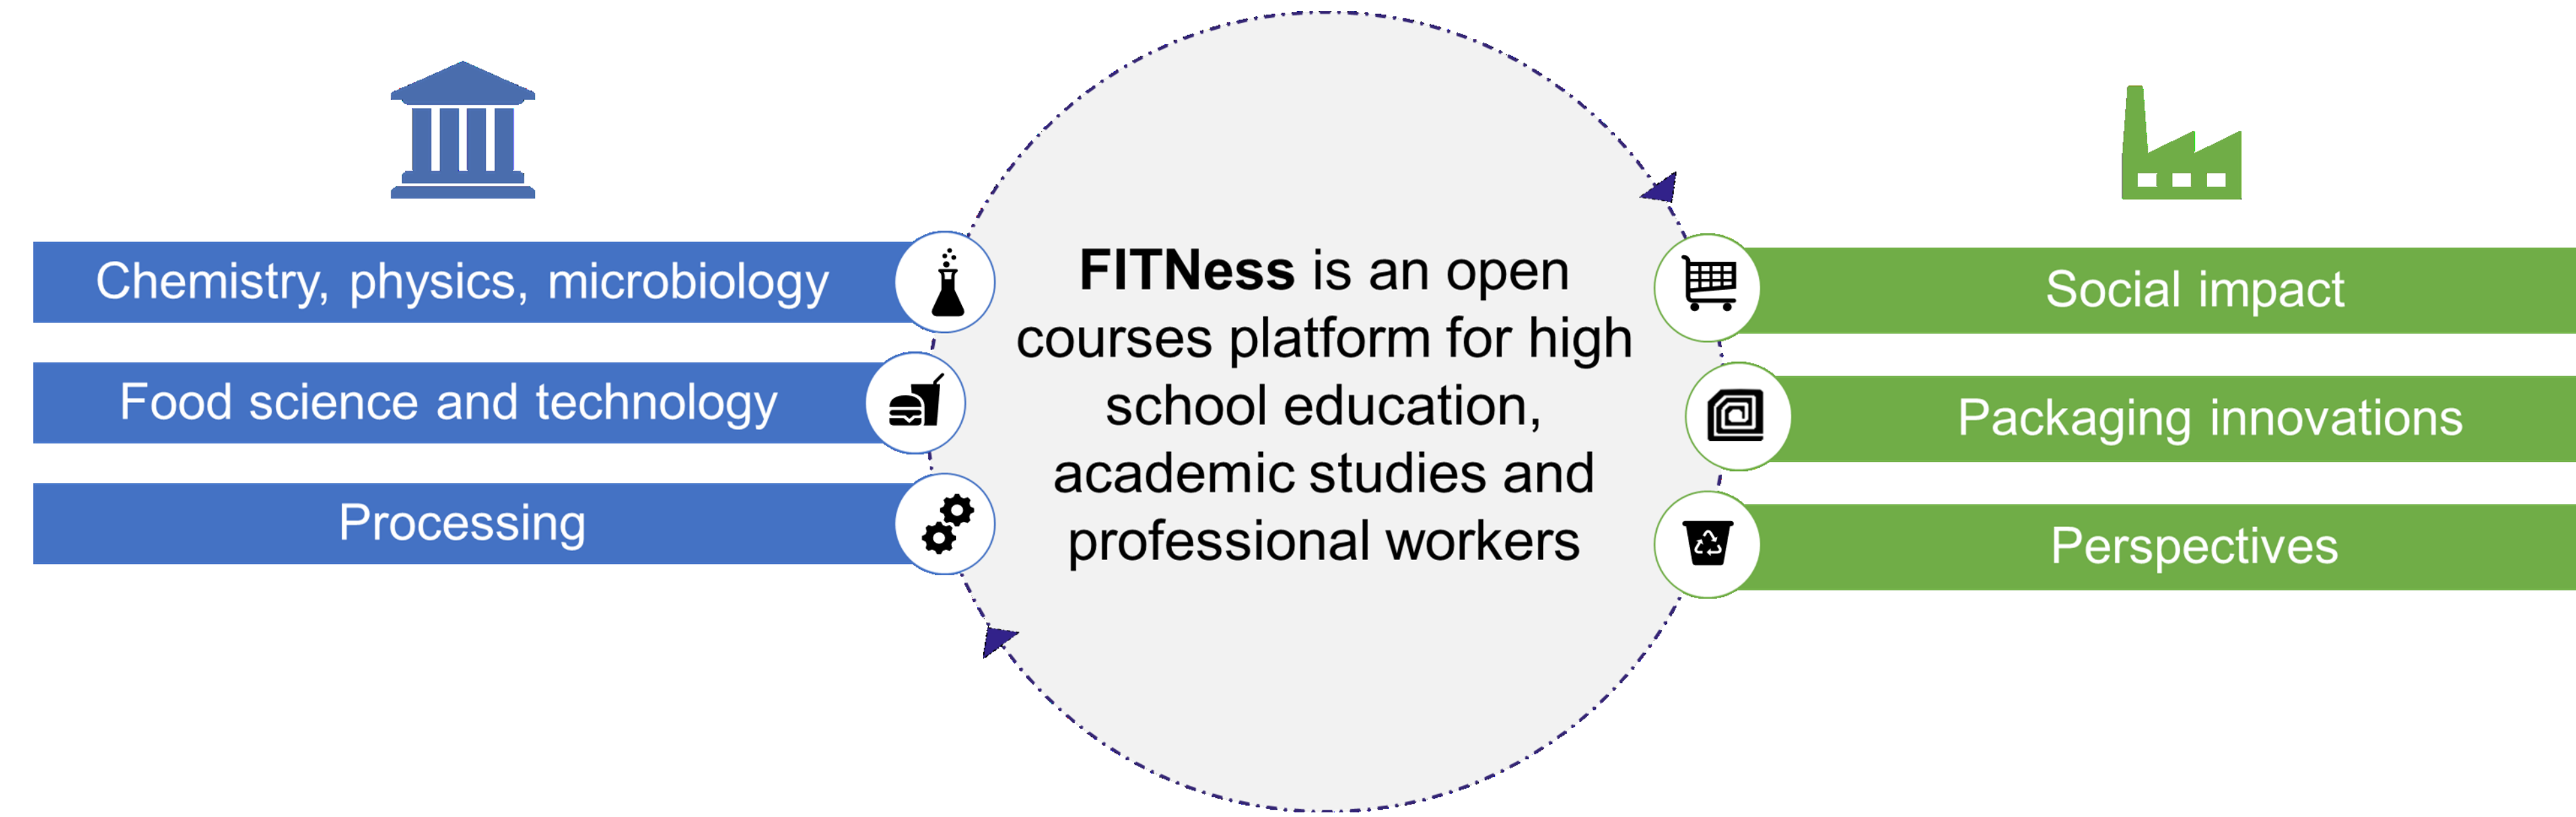 Chemistry, physics, microbiology
Food science and technology
Processing
FITNess is an open
courses platform for high
school education,
academic studies and
professional workers
Social impact
Packaging innovations
Perspectives